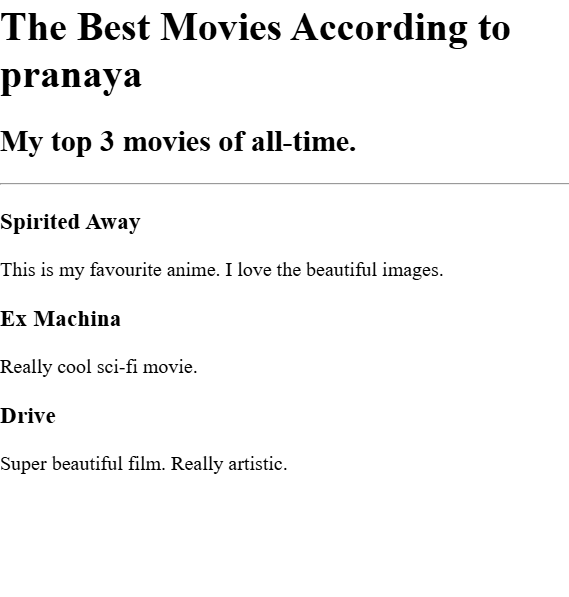 The Best Movies According to
pranaya
My top 3 movies of all-time.
Spirited Away
This is my favourite anime. I love the beautiful images.
Ex Machina
Really cool sci-fi movie.
Drive
Super beautiful film. Really artistic.